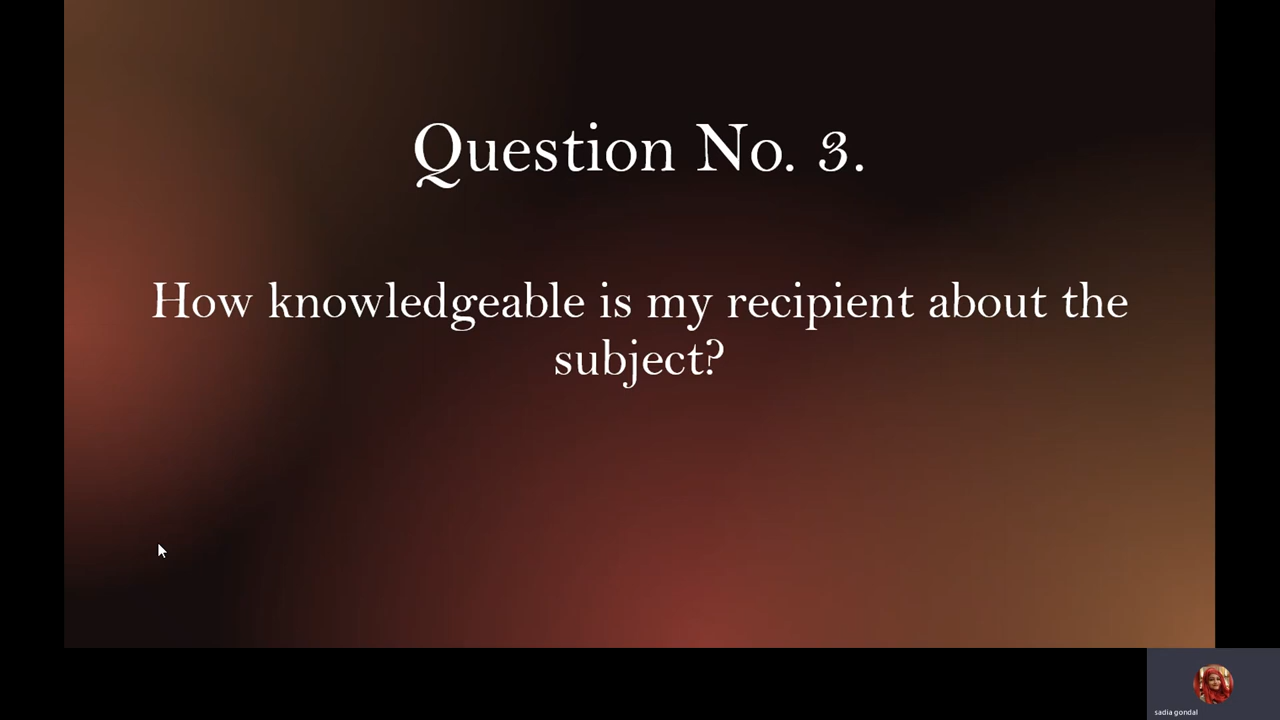 Question No. 3.
How knowledgeable is my recipient about the
subject?
sadia gondal